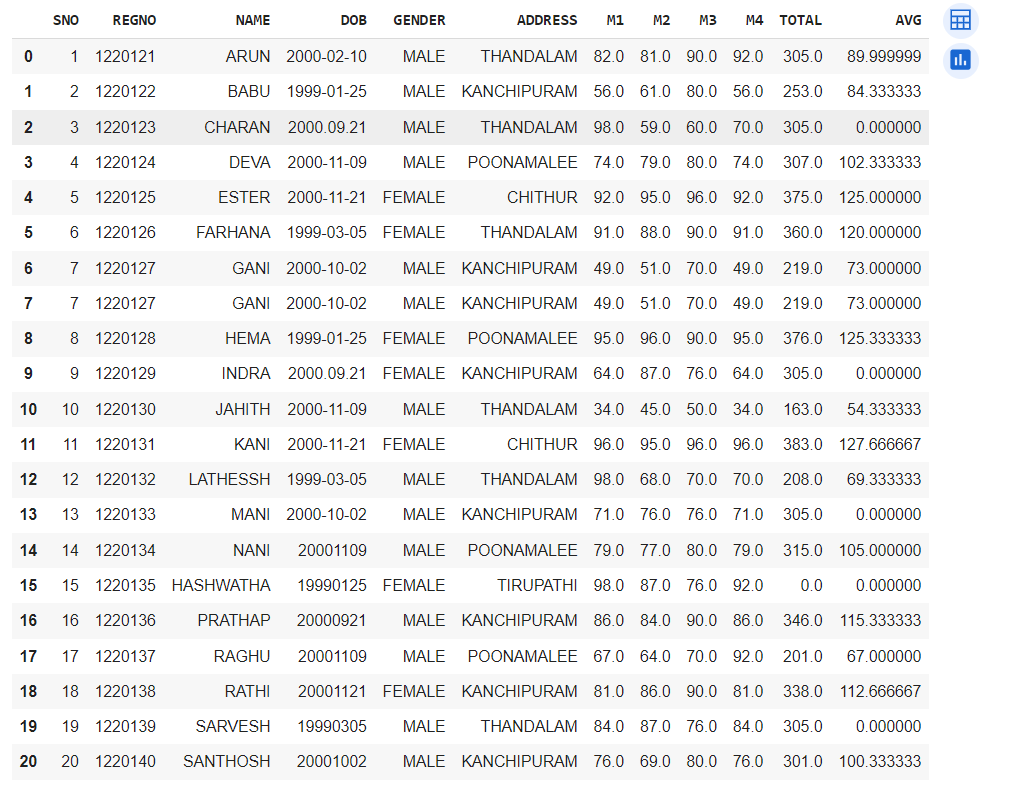 SNO REGNO NAME DOB GENDER ADDRESS M1 M2 M3 M4 TOTAL AVG
0 1 1220121 ARUN 2000-02-10 MALE THANDALAM 82.0 81.0 90.0 92.0 305.0 89.999999
1 2 1220122 BABU 1999-01-25 MALE KANCHIPURAM 56.0 61.0 80.0 56.0 253.0 84.333333
2 3 1220123 CHARAN 2000.09.21 MALE THANDALAM 98.0 59.0 60.0 70.0 305.0 0.000000
3 4 1220124 DEVA 2000-11-09 MALE POONAMALEE 74.0 79.0 80.0 74.0 307.0 102.333333
4 5 1220125 ESTER 2000-11-21 FEMALE CHITHUR 92.0 95.0 96.0 92.0 375.0 125.000000
5 6 1220126 FARHANA 1999-03-05 FEMALE THANDALAM 91.0 88.0 90.0 91.0 360.0 120.000000
6 7 1220127 GANI 2000-10-02 MALE KANCHIPURAM 49.0 51.0 70.0 49.0 219.0 73.000000
7 7 1220127 GANI 2000-10-02 MALE KANCHIPURAM 49.0 51.0 70.0 49.0 219.0 73.000000
8 8 1220128 HEMA 1999-01-25 FEMALE POONAMALEE 95.0 96.0 90.0 95.0 376.0 125.333333
9 9 1220129 INDRA 2000.09.21 FEMALE KANCHIPURAM 64.0 87.0 76.0 64.0 305.0 0.000000
10 10 1220130 JAHITH 2000-11-09 MALE THANDALAM 34.0 45.0 50.0 34.0 163.0 54.333333
11 11 1220131 KANI 2000-11-21 FEMALE CHITHUR 96.0 95.0 96.0 96.0 383.0 127.666667
12 12 1220132 LATHESSH 1999-03-05 MALE THANDALAM 98.0 68.0 70.0 70.0 208.0 69.333333
13 13 1220133 MANI 2000-10-02 MALE KANCHIPURAM 71.0 76.0 76.0 71.0 305.0 0.000000
14 14 1220134 NANI 20001109 MALE POONAMALEE 79.0 77.0 80.0 79.0 315.0 105.000000
15 15 1220135 HASHWATHA 19990125 FEMALE TIRUPATHI 98.0 87.0 76.0 92.0 0.0 0.000000
16 16 1220136 PRATHAP 20000921 MALE KANCHIPURAM 86.0 84.0 90.0 86.0 346.0 115.333333
17 17 1220137 RAGHU 20001109 MALE POONAMALEE 67.0 64.0 70.0 92.0 201.0 67.000000
18 18 1220138 RATHI 20001121 FEMALE KANCHIPURAM 81.0 86.0 90.0 81.0 338.0 112.666667
19 19 1220139 SARVESH 19990305 MALE THANDALAM 84.0 87.0 76.0 84.0 305.0 0.000000
20 20 1220140 SANTHOSH 20001002 MALE KANCHIPURAM 76.0 69.0 80.0 76.0 301.0 100.333333